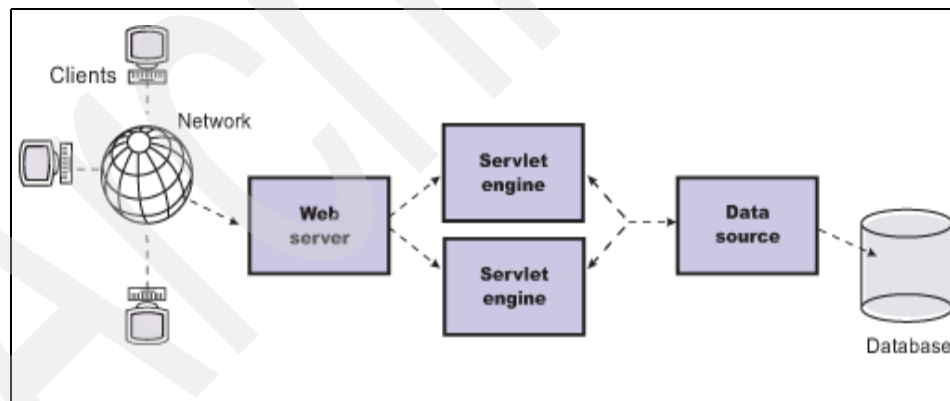 Clients
Network
Web
server
Servlet
engine
Servlet
engine
Data
source
Database